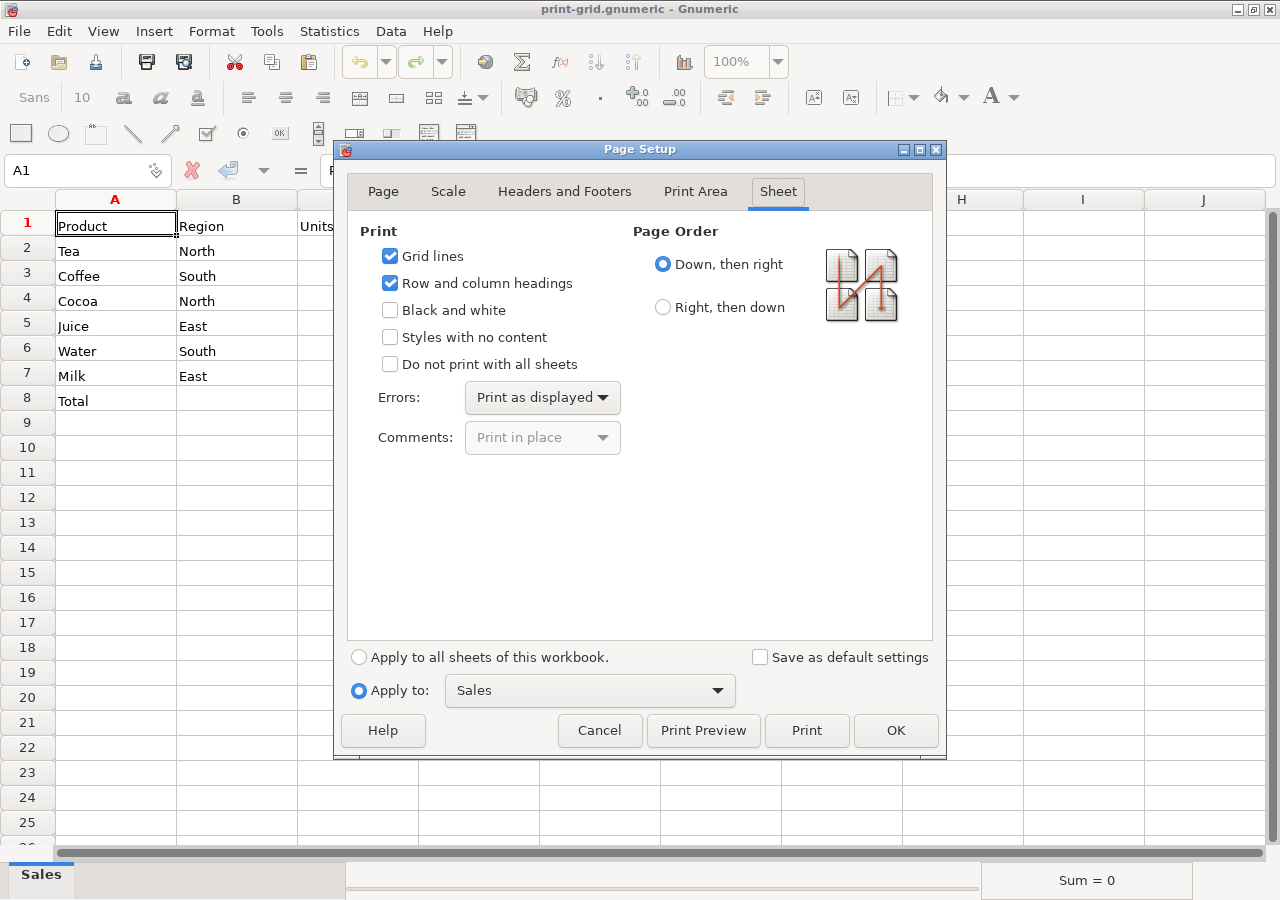 print-grid.gnumeric - Gnumeric
File Edit View Insert Format Tools Statistics Data Help
100%
Sans 10
OK
A1
Page Setup
Page Scale Headers and Footers Print Area Sheet
A B H I J
1 Product Region Units
2 Tea North
3 Coffee South
4 Cocoa North
5 Juice East
6 Water South
7 Milk East
8 Total
9
10
11
12
13
14
15
16
17
18
19
20
21
22
23
24
25
Print
Grid lines
Row and column headings
Black and white
Styles with no content
Do not print with all sheets
Errors: Print as displayed
Comments: Print in place
Page Order
Down, then right
Right, then down
Apply to all sheets of this workbook. Save as default settings
Apply to: Sales
Help Cancel Print Preview Print OK
Sales
Sum = 0